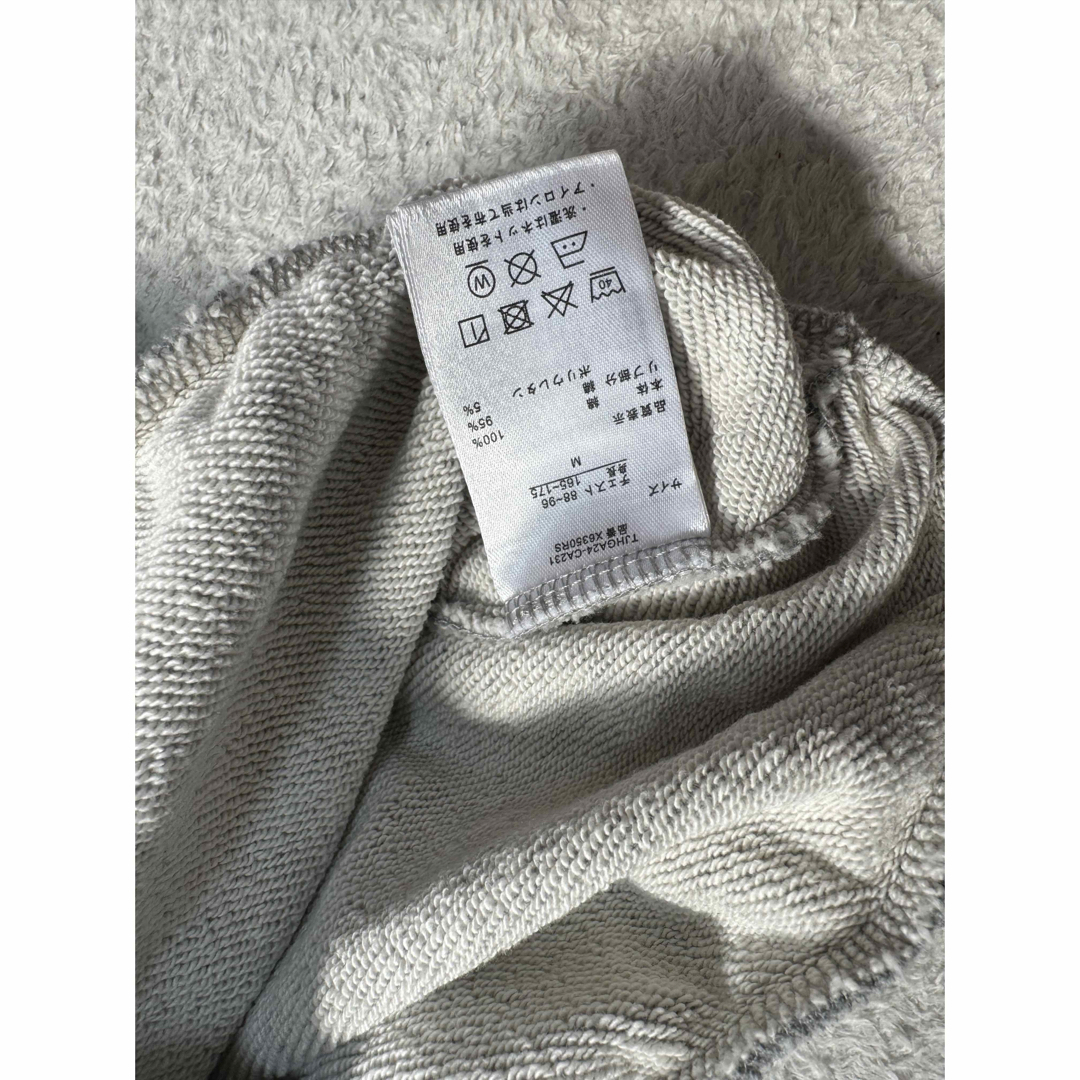 品番 X6350RS
TJHGA24-CA231
サイズ
チェスト 88~96
身長 165~175
M
品質表示
本体 綿 100%
リブ部分 綿 95%
ポリウレタン 5%
40
W
・洗濯はネットを使用
・アイロンは当て布を使用